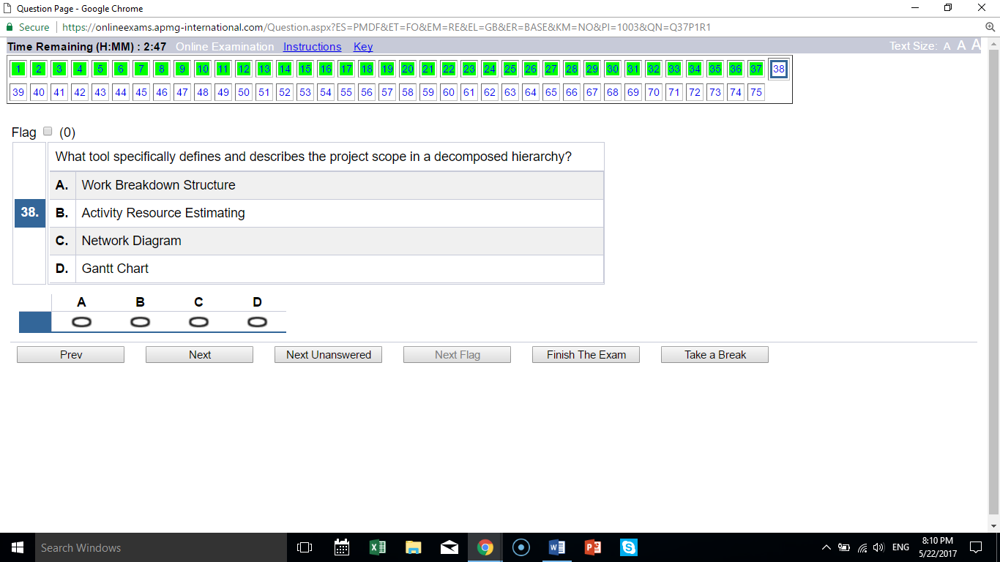 Question Page - Google Chrome
Secure https://onlineexams.apmg-international.com/Question.aspx?ES=PMDF&ET=FO&EM=RE&EL=GB&ER=BASE&KM=NO&PI=1003&QN=Q37P1R1
Time Remaining (H:MM) : 2:47 Online Examination Instructions Key Text Size: A A A
1 2 3 4 5 6 7 8 9 10 11 12 13 14 15 16 17 18 19 20 21 22 23 24 25 26 27 28 29 30 31 32 33 34 35 36 37 38
39 40 41 42 43 44 45 46 47 48 49 50 51 52 53 54 55 56 57 58 59 60 61 62 63 64 65 66 67 68 69 70 71 72 73 74 75
Flag (0)
What tool specifically defines and describes the project scope in a decomposed hierarchy?
A. Work Breakdown Structure
38. B. Activity Resource Estimating
C. Network Diagram
D. Gantt Chart
A B C D
Prev Next Next Unanswered Next Flag Finish The Exam Take a Break
Search Windows ENG 8:10 PM
5/22/2017